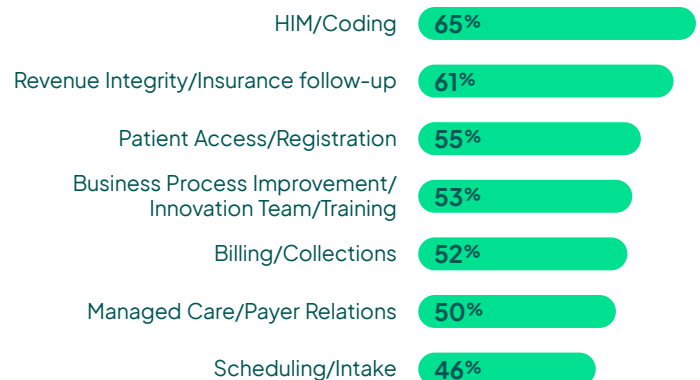 HIM/Coding 65%
Revenue Integrity/Insurance follow-up 61%
Patient Access/Registration 55%
Business Process Improvement/
Innovation Team/Training 53%
Billing/Collections 52%
Managed Care/Payer Relations 50%
Scheduling/Intake 46%